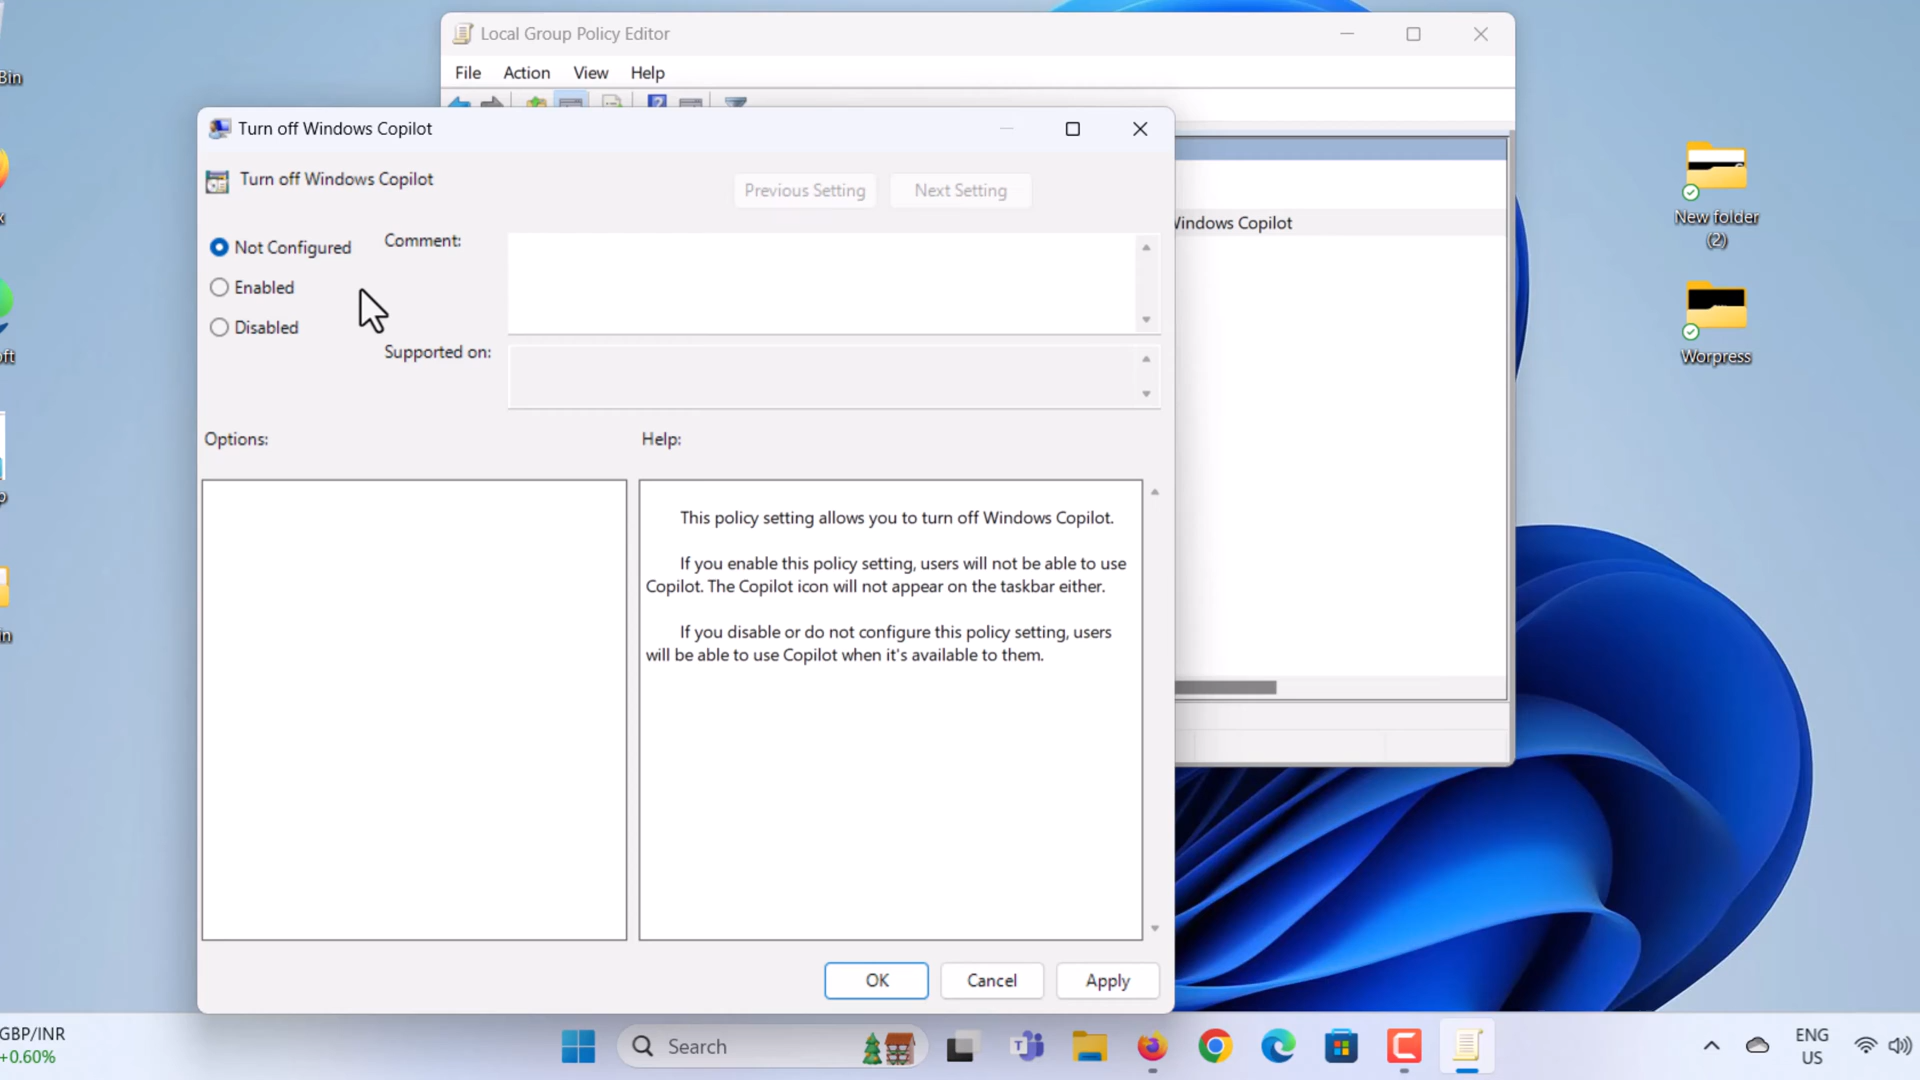 Local Group Policy Editor
File Action View Help
Bin
Turn off Windows Copilot
Turn off Windows Copilot
Previous Setting Next Setting
Windows Copilot
New folder
(2)
Not Configured
Comment:
Enabled
Disabled
Supported on:
Worpress
Options:
Help:
This policy setting allows you to turn off Windows Copilot.
If you enable this policy setting, users will not be able to use
Copilot. The Copilot icon will not appear on the taskbar either.
If you disable or do not configure this policy setting, users
will be able to use Copilot when it's available to them.
OK Cancel Apply
GBP/INR
+0.60%
Search
ENG
US